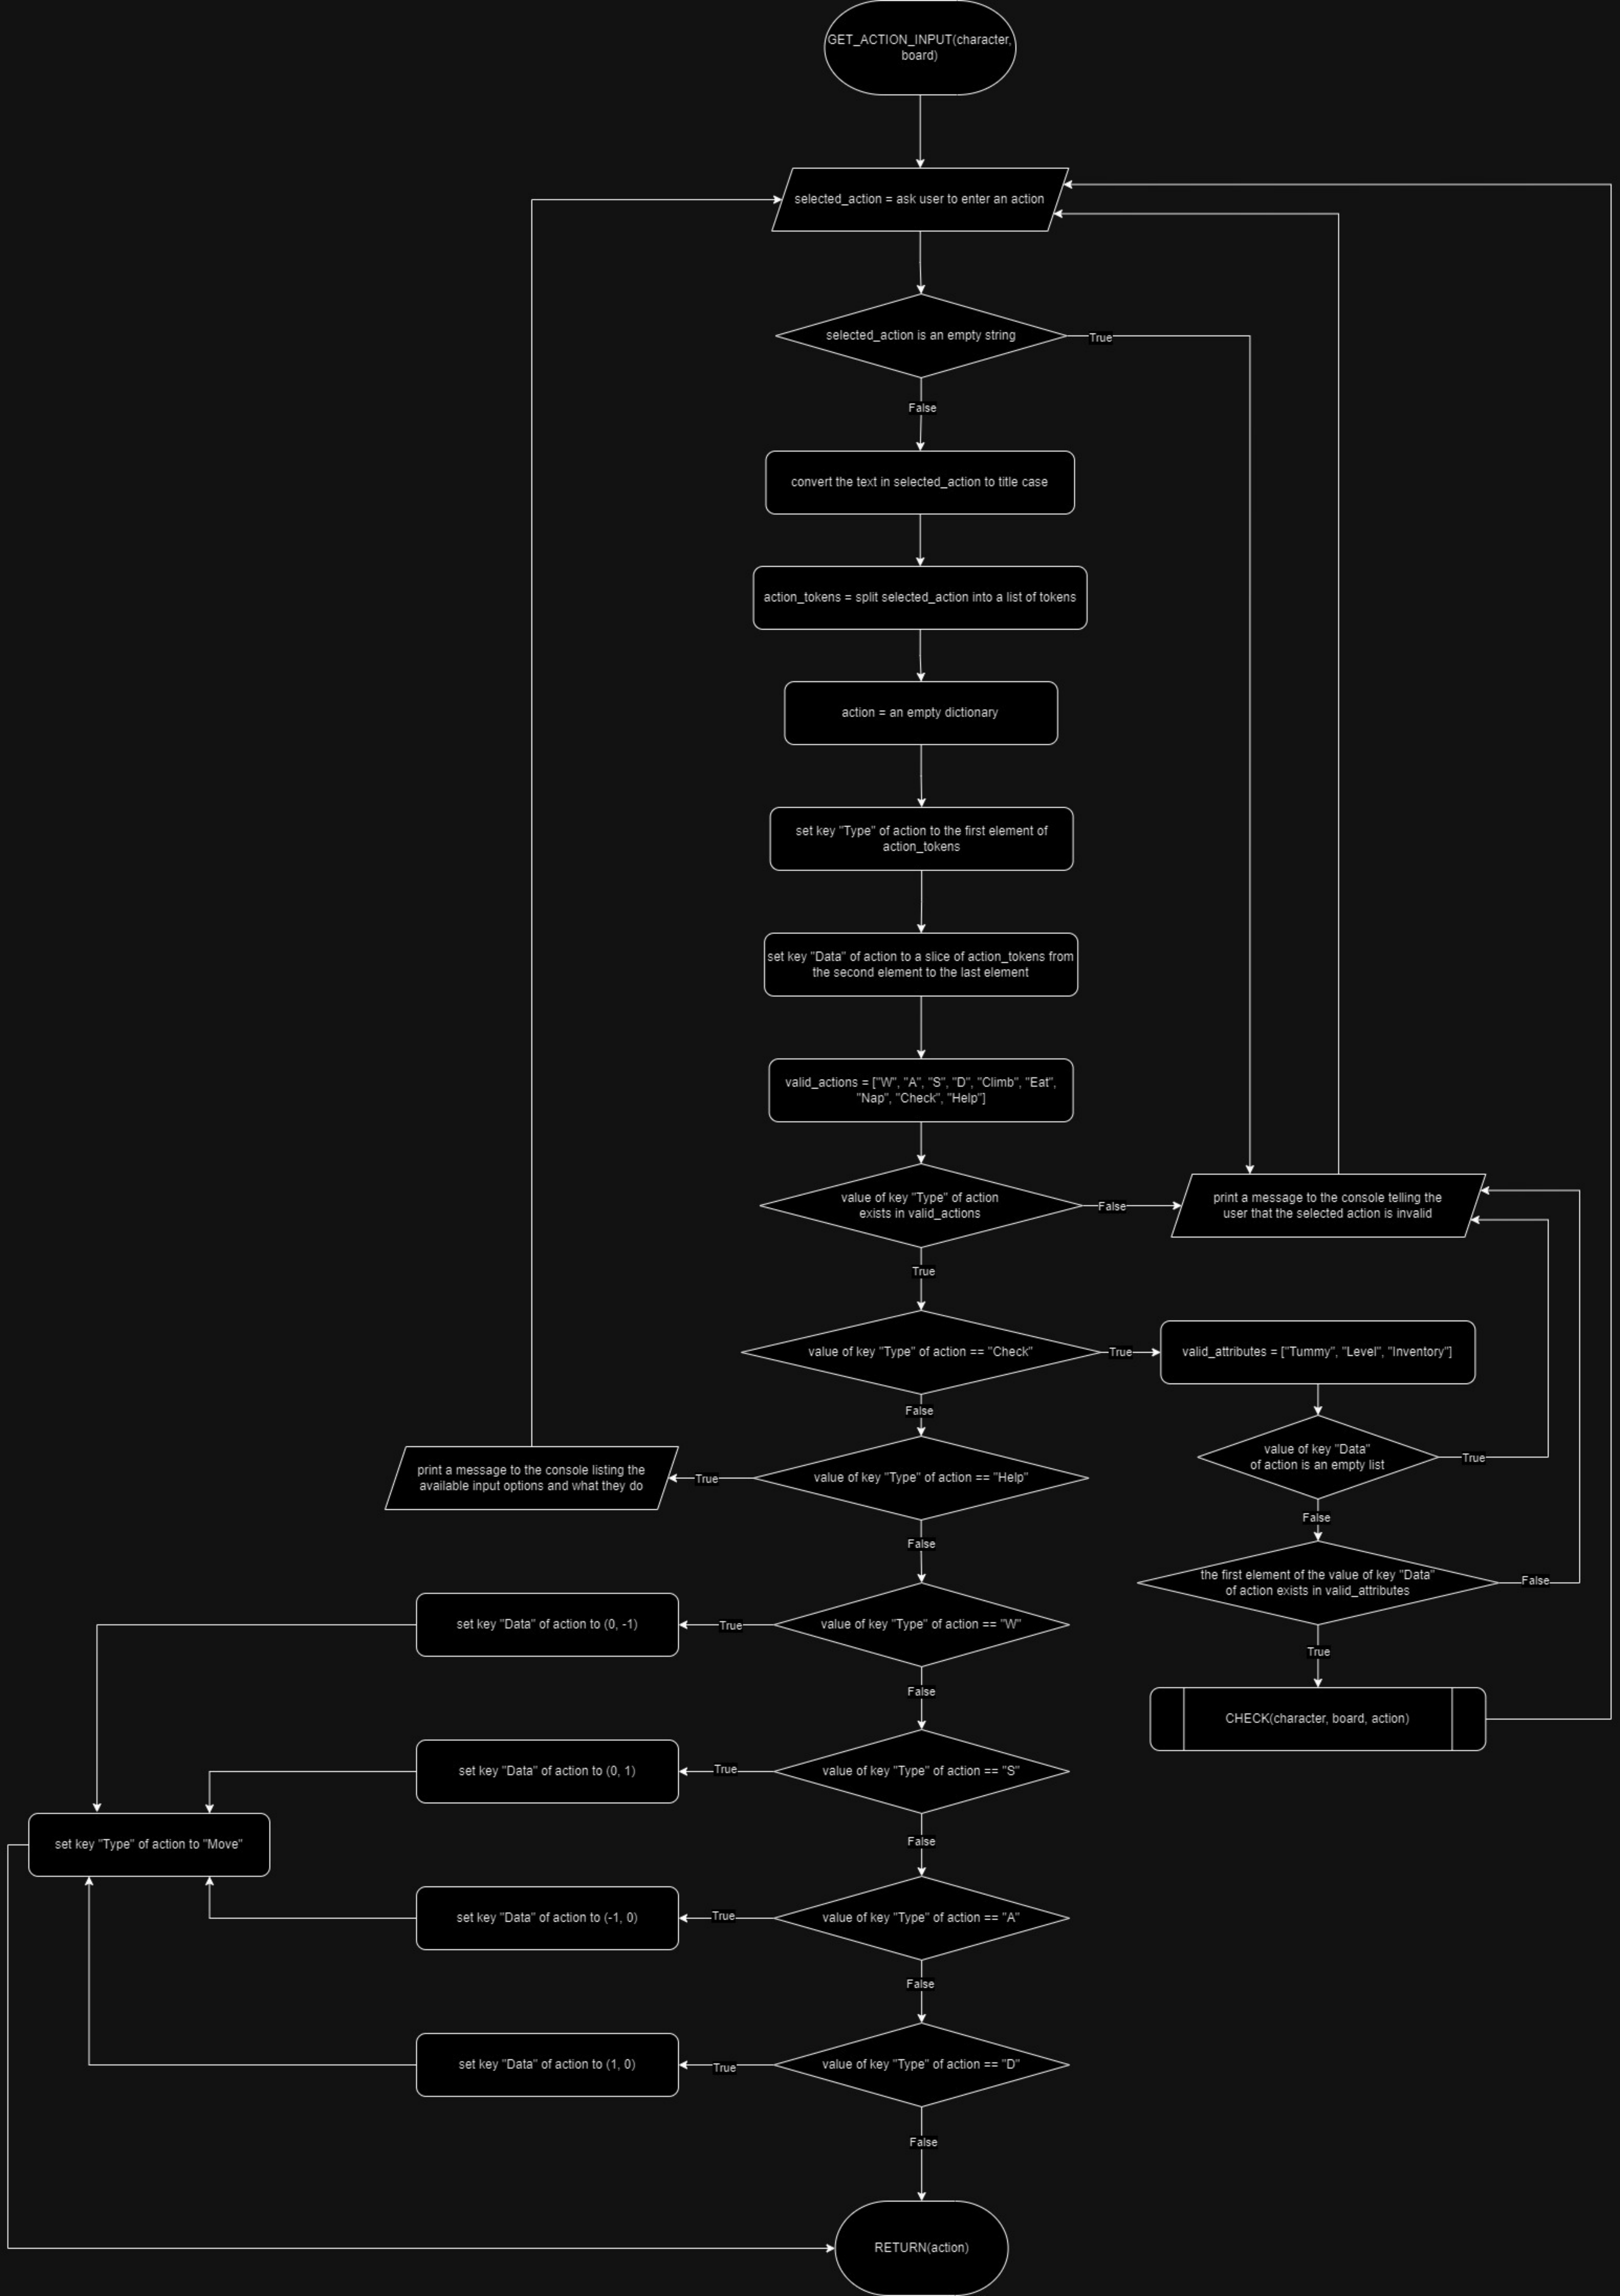 GET_ACTION_INPUT(character,
board)
selected_action = ask user to enter an action
selected_action is an empty string
True
False
convert the text in selected_action to title case
action_tokens = split selected_action into a list of tokens
action = an empty dictionary
set key "Type" of action to the first element of
action_tokens
set key "Data" of action to a slice of action_tokens from
the second element to the last element
valid_actions = ["W", "A", "S", "D", "Climb", "Eat",
"Nap", "Check", "Help"]
value of key "Type" of action
exists in valid_actions
False
print a message to the console telling the
user that the selected action is invalid
True
value of key "Type" of action == "Check"
True
valid_attributes = ["Tummy", "Level", "Inventory"]
False
value of key "Data"
of action is an empty list
True
print a message to the console listing the
available input options and what they do
True
value of key "Type" of action == "Help"
False
False
the first element of the value of key "Data"
of action exists in valid_attributes
False
set key "Data" of action to (0, -1)
True
value of key "Type" of action == "W"
True
False
CHECK(character, board, action)
set key "Data" of action to (0, 1)
True
value of key "Type" of action == "S"
False
set key "Type" of action to "Move"
set key "Data" of action to (-1, 0)
True
value of key "Type" of action == "A"
False
set key "Data" of action to (1, 0)
True
value of key "Type" of action == "D"
False
RETURN(action)